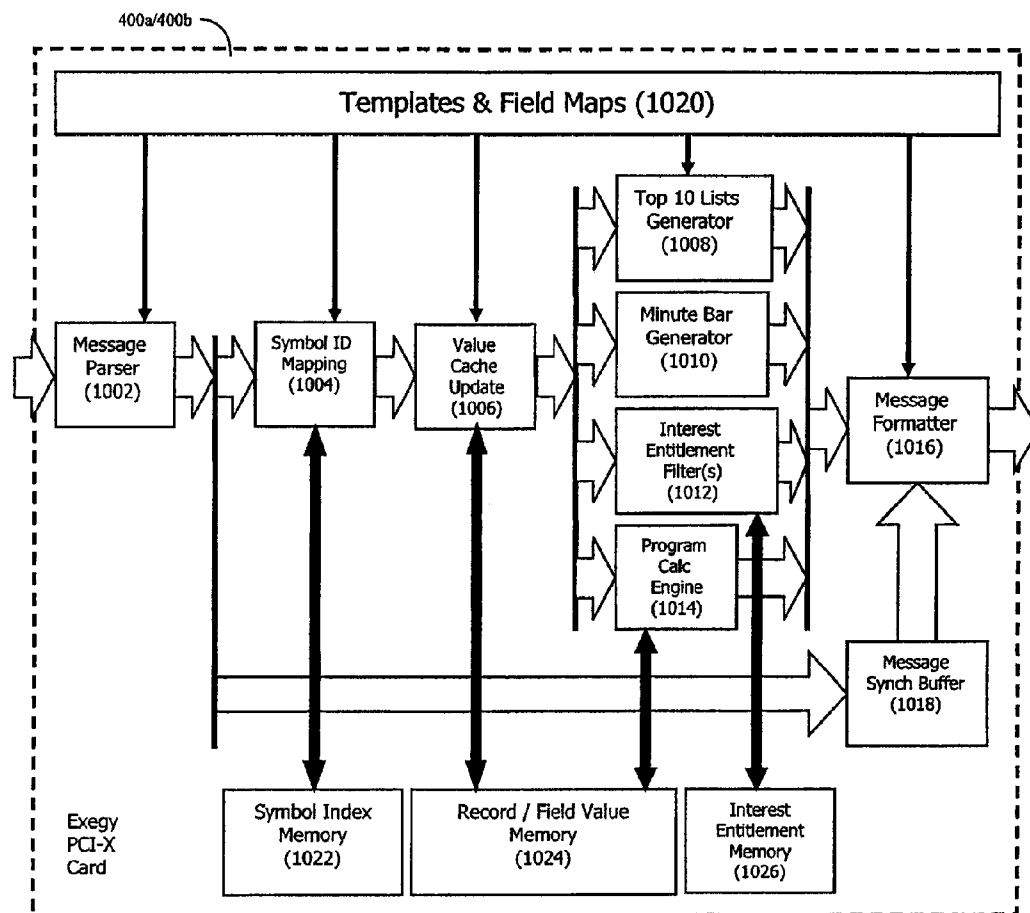 400a/400b
Templates & Field Maps (1020)
Message
Parser
(1002)
Symbol ID
Mapping
(1004)
Value
Cache
Update
(1006)
Top 10 Lists
Generator
(1008)
Minute Bar
Generator
(1010)
Interest
Entitlement
Filter(s)
(1012)
Program
Calc
Engine
(1014)
Message
Formatter
(1016)
Message
Synch Buffer
(1018)
Exegy
PCI-X
Card
Symbol Index
Memory
(1022)
Record / Field Value
Memory
(1024)
Interest
Entitlement
Memory
(1026)